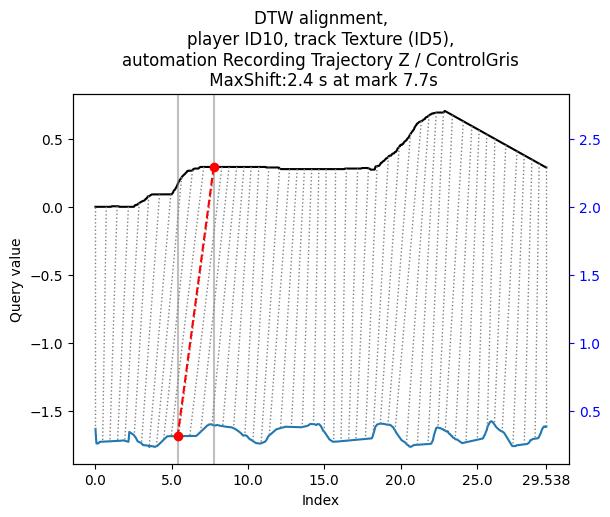 DTW alignment,
player ID10, track Texture (ID5),
automation Recording Trajectory Z / ControlGris
MaxShift:2.4 s at mark 7.7s
Query value
0.5
0.0
−0.5
−1.0
−1.5
2.5
2.0
1.5
1.0
0.5
0.0 5.0 10.0 15.0 20.0 25.0 29.538
Index